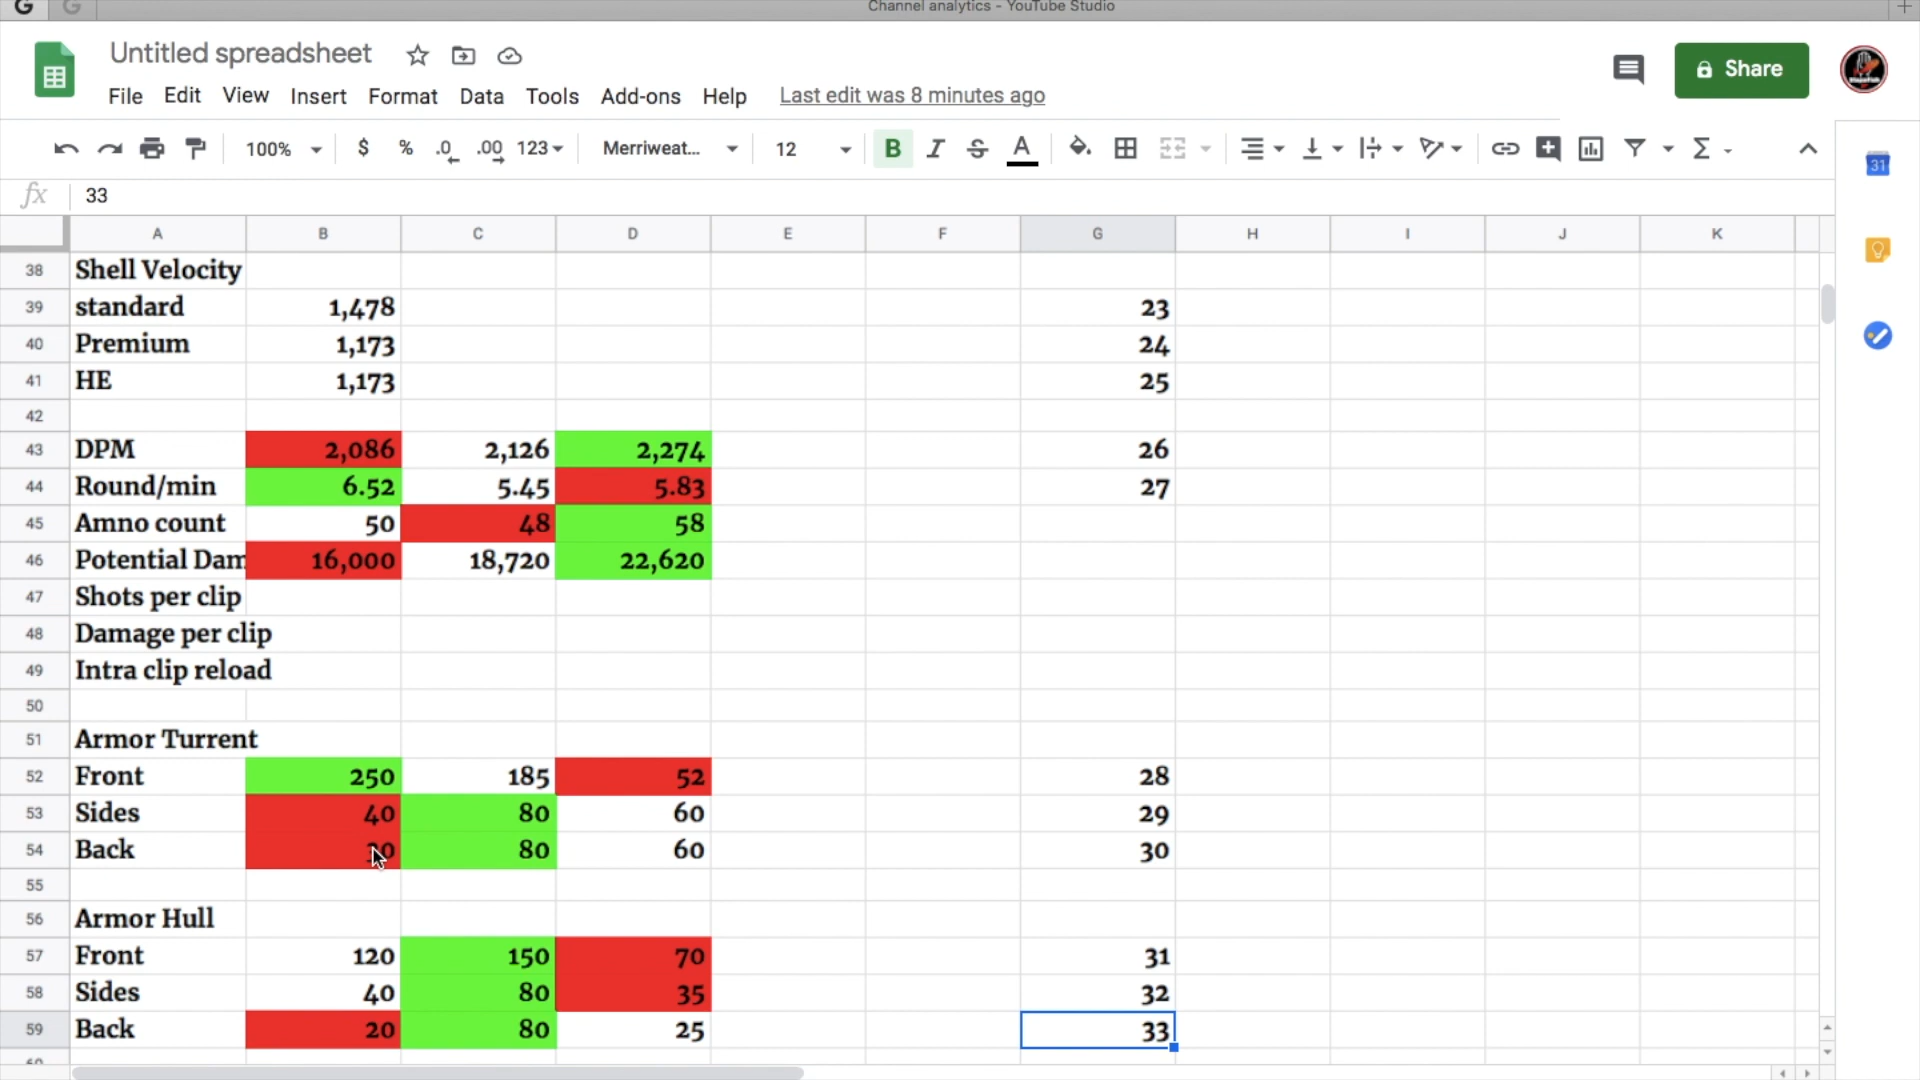 Channel analytics - YouTube Studio
Untitled spreadsheet
File Edit View Insert Format Data Tools Add-ons Help Last edit was 8 minutes ago
Share
100% $ % .0 .00 123 Merriweat... 12 B I S A
31
fx 33
A B C D E F G H I J K
38 Shell Velocity
39 standard 1,478 23
40 Premium 1,173 24
41 HE 1,173 25
42
43 DPM 2,086 2,126 2,274 26
44 Round/min 6.52 5.45 5.83 27
45 Amno count 50 48 58
46 Potential Dam 16,000 18,720 22,620
47 Shots per clip
48 Damage per clip
49 Intra clip reload
50
51 Armor Turrent
52 Front 250 185 52 28
53 Sides 40 80 60 29
54 Back 80 60 30
55
56 Armor Hull
57 Front 120 150 70 31
58 Sides 40 80 35 32
59 Back 20 80 25 33